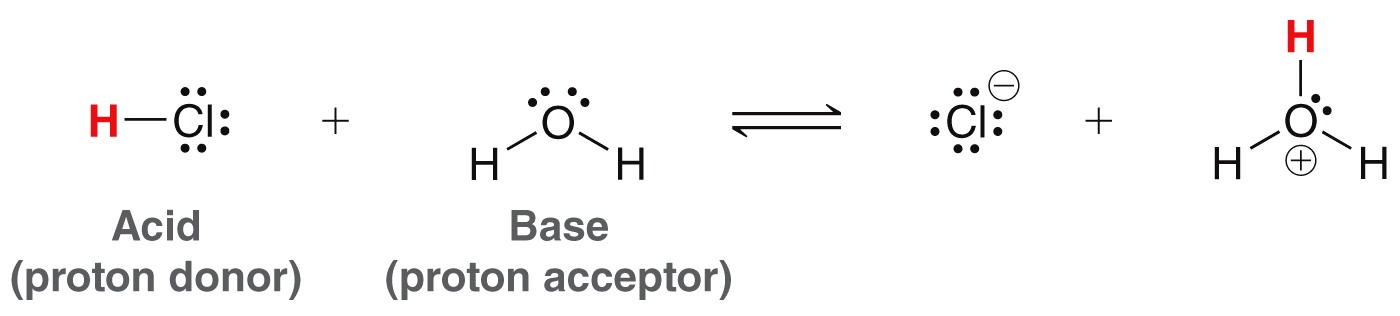 H—Cl + H O H ⇌ Cl ⊖ + H O H H ⊕
Acid Base
(proton donor) (proton acceptor)